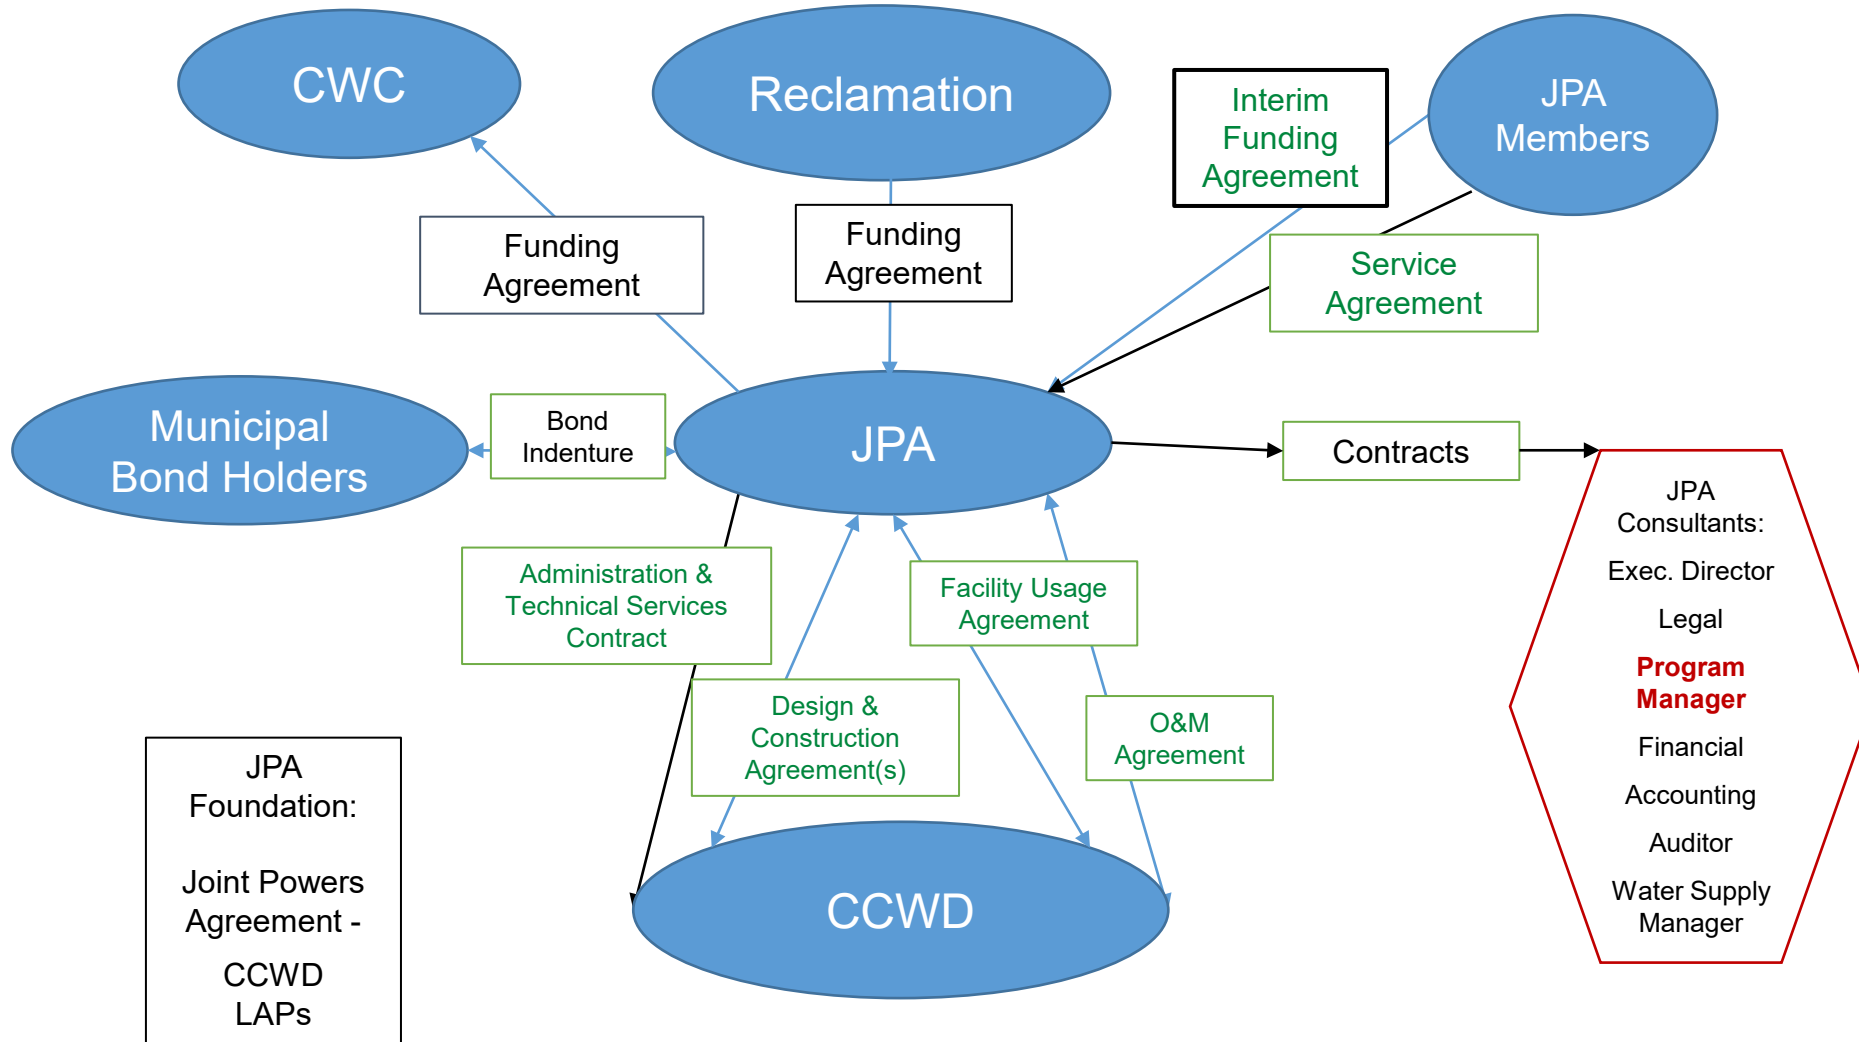 CWC
Reclamation
JPA
Members
Interim
Funding
Agreement
Funding
Agreement
Funding
Agreement
Service
Agreement
Municipal
Bond Holders
Bond
Indenture
JPA
Contracts
JPA
Consultants:
Exec. Director
Legal
Program
Manager
Financial
Accounting
Auditor
Water Supply
Manager
Administration &
Technical Services
Contract
Facility Usage
Agreement
Design &
Construction
Agreement(s)
O&M
Agreement
CCWD
JPA
Foundation:
Joint Powers
Agreement -
CCWD
LAPs